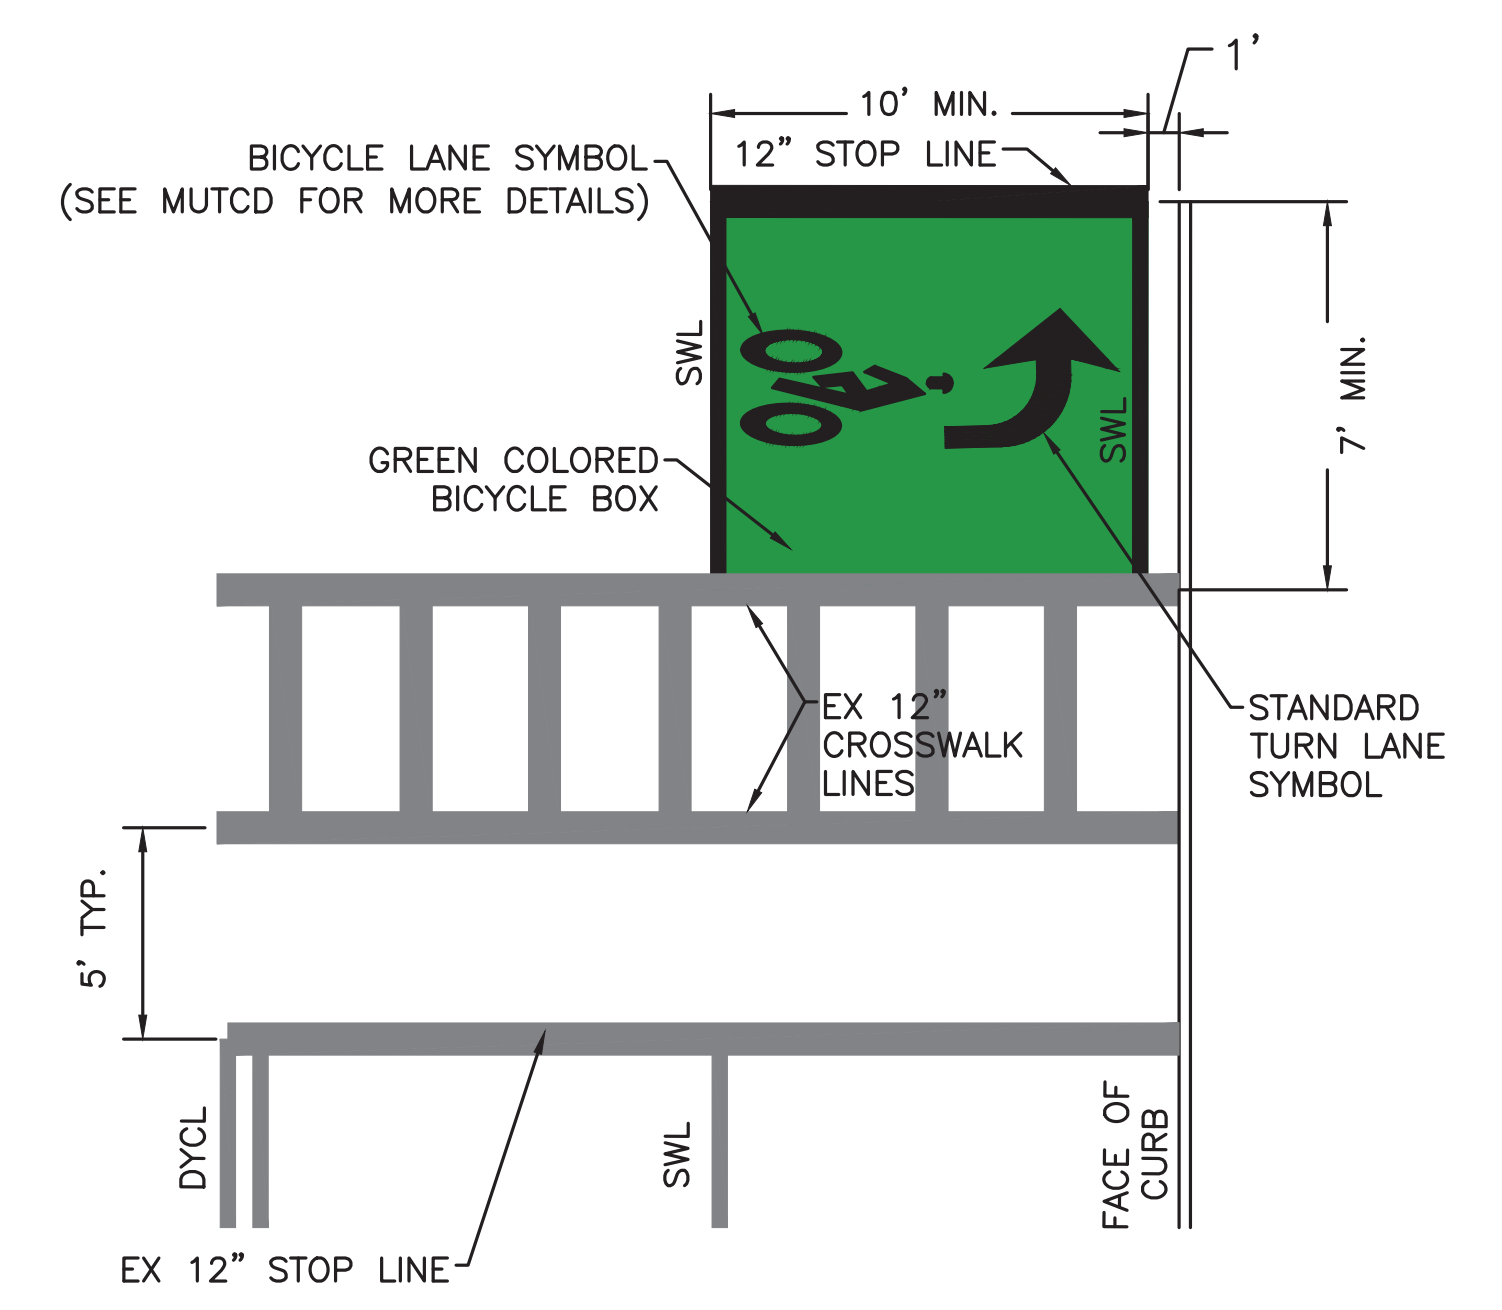 1'
10' MIN.
12" STOP LINE
BICYCLE LANE SYMBOL
(SEE MUTCD FOR MORE DETAILS)
SWL
SWL
7' MIN.
GREEN COLORED
BICYCLE BOX
EX 12"
CROSSWALK
LINES
STANDARD
TURN LANE
SYMBOL
5' TYP.
DYCL
SWL
FACE OF
CURB
EX 12" STOP LINE